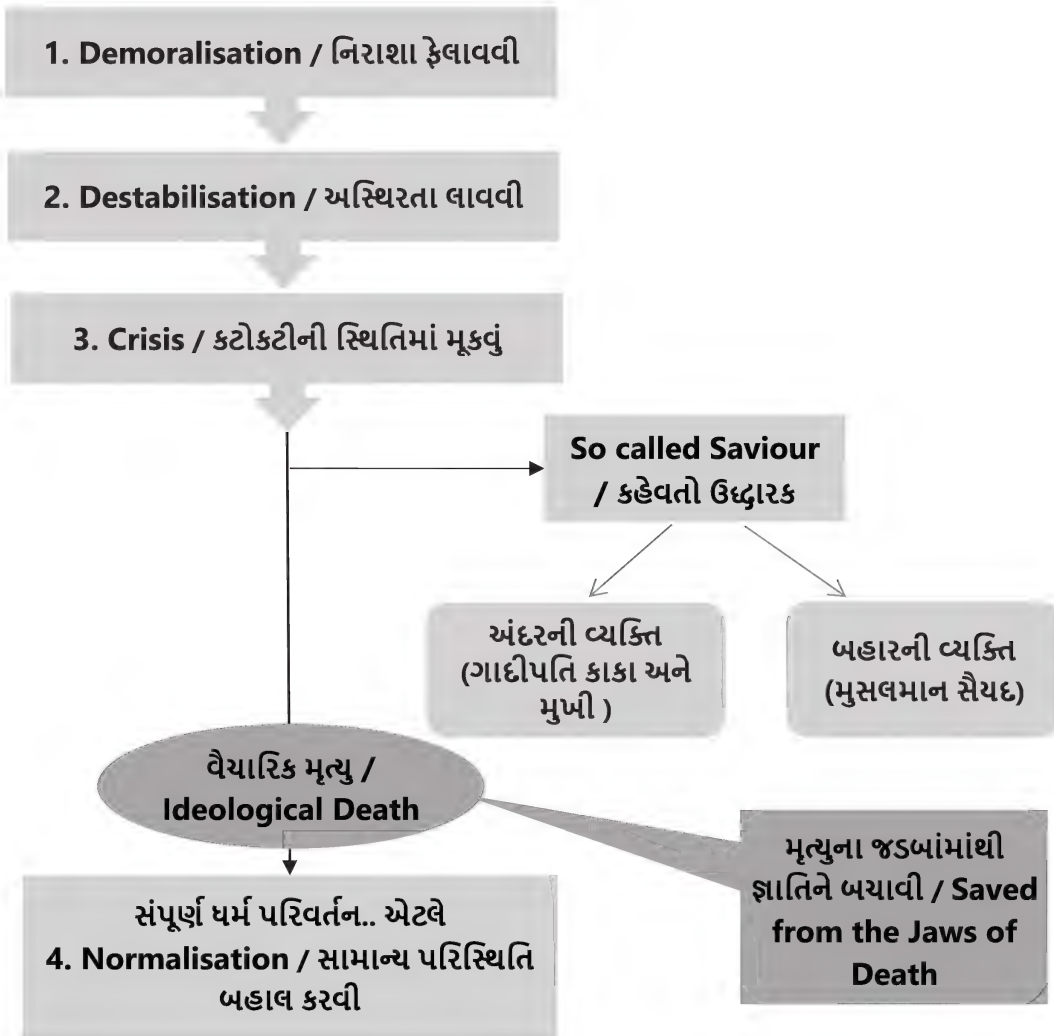 1. Demoralisation / નિરાશા ફેલાવવી
2. Destabilisation / અસ્થિરતા લાવવી
3. Crisis / કટોકટીની સ્થિતિમાં મૂકવું
So called Saviour
/ કહેવતો ઉધ્દારક
અંદરની વ્યક્તિ
(ગાદીપતિ કાકા અને
મુખી )
બહારની વ્યક્તિ
(મુસલમાન સૈયદ)
વૈચારિક મૃત્યુ /
Ideological Death
મૃત્યુના જડબાંમાંથી
જ્ઞાતિને બચાવી / Saved
from the Jaws of
Death
સંપૂર્ણ ધર્મ પરિવર્તન.. એટલે
4. Normalisation / સામાન્ય પરિસ્થિતિ
બહાલ કરવી